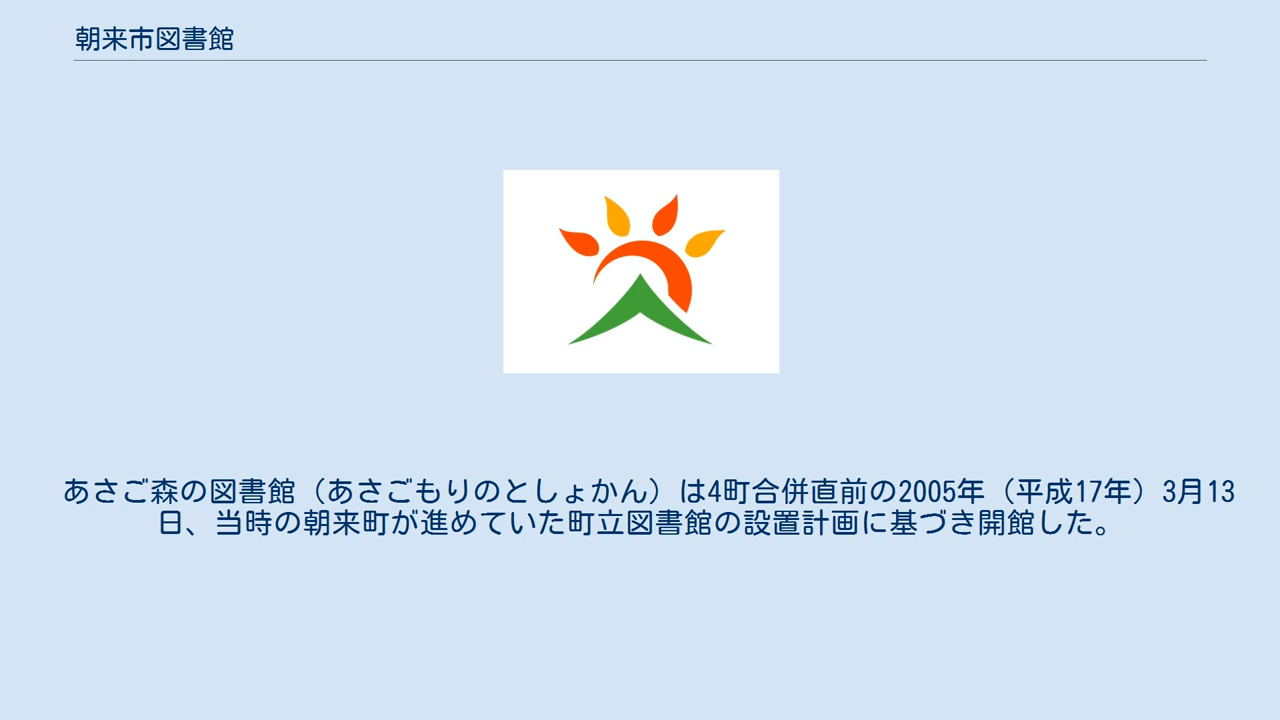 朝来市図書館
あさご森の図書館（あさごもりのとしょかん）は4町合併直前の2005年（平成17年）3月13
日、当時の朝来町が進めていた町立図書館の設置計画に基づき開館した。